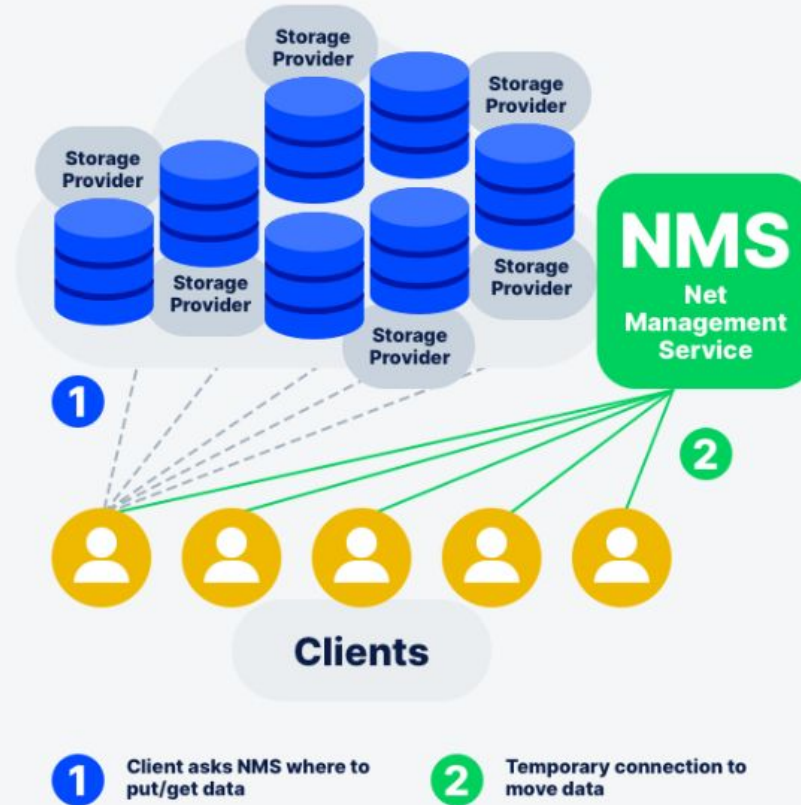 Storage
Provider
Storage
Provider
Storage
Provider
Storage
Provider
Storage
Provider
Storage
Provider
NMS
Net
Management
Service
1
2
Clients
1
Client asks NMS where to
put/get data
2
Temporary connection to
move data